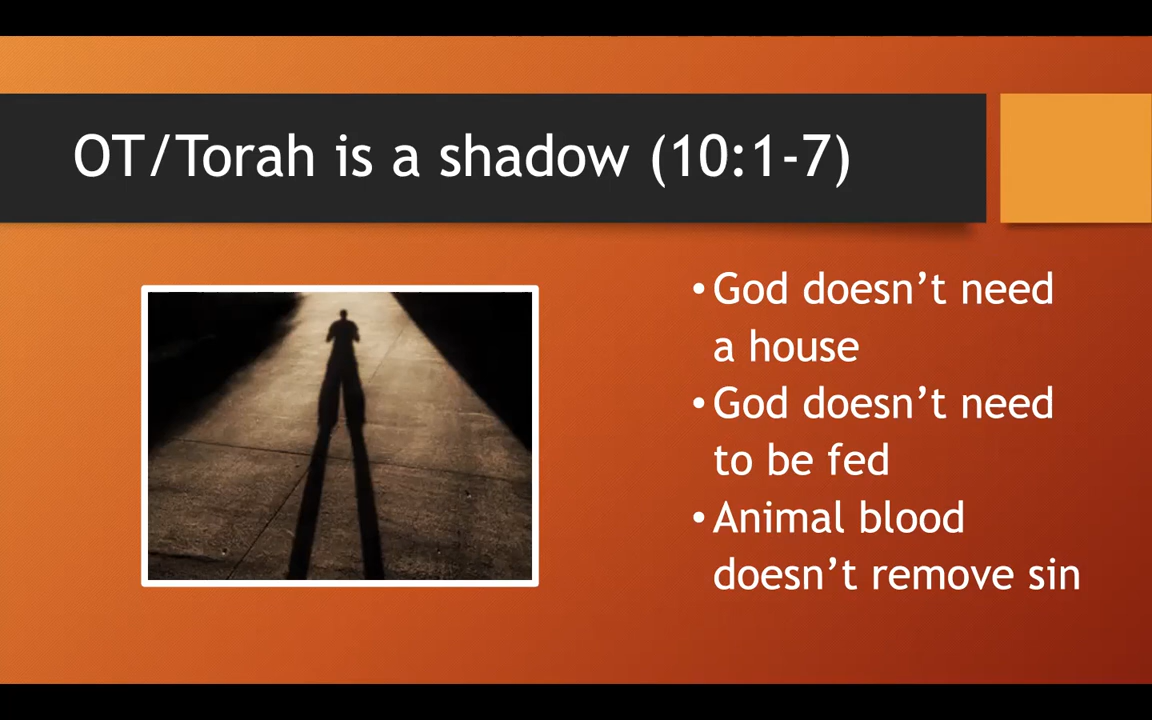 OT/Torah is a shadow (10:1-7)
•God doesn’t need
a house
•God doesn’t need
to be fed
•Animal blood
doesn’t remove sin